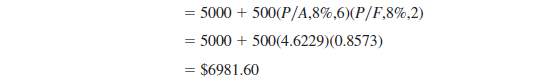 = 5000 + 500(P/A,8%,6)(P/F,8%,2)
= 5000 + 500(4.6229)(0.8573)
= $6981.60